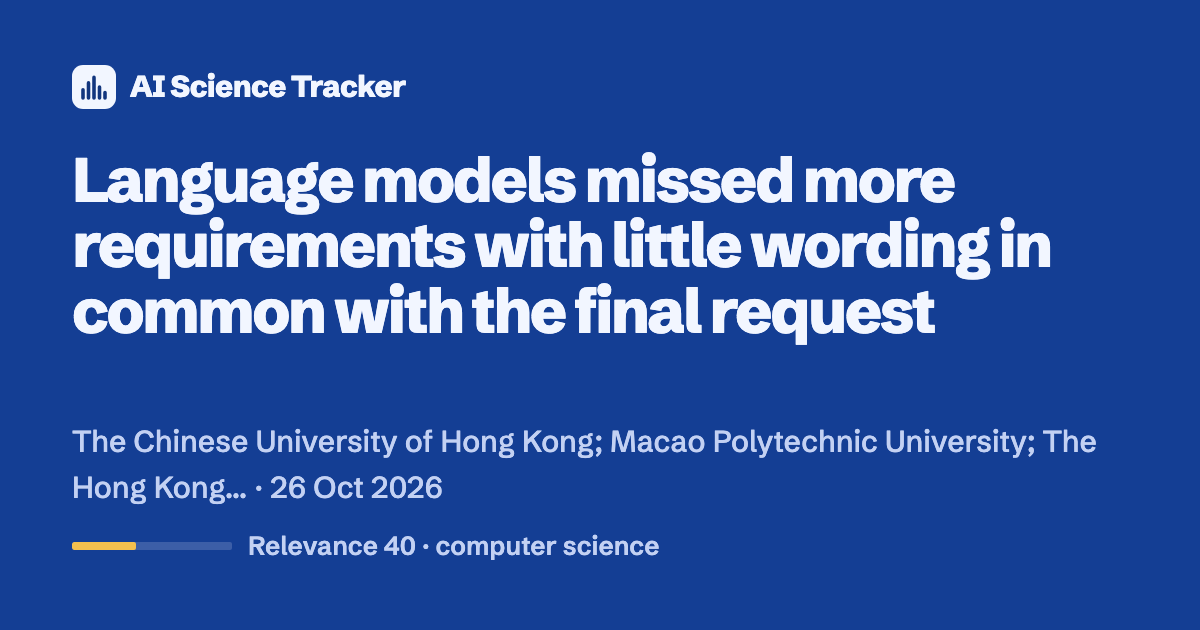 AI Science Tracker
Language models missed more
requirements with little wording in
common with the final request
The Chinese University of Hong Kong; Macao Polytechnic University; The
Hong Kong... · 26 Oct 2026
Relevance 40 · computer science